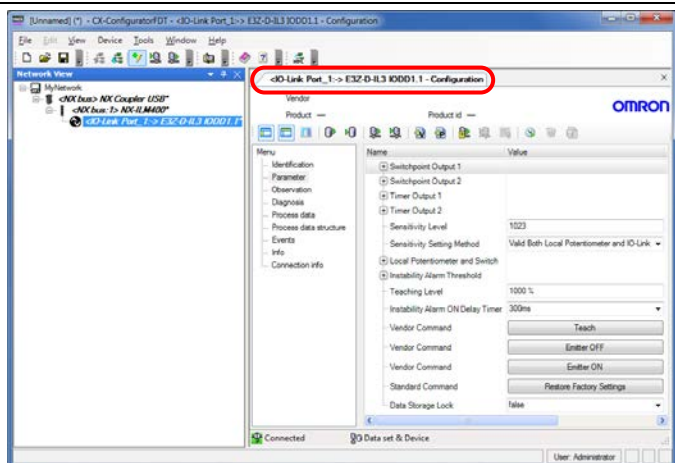 [Unnamed] (*) - CX-ConfiguratorFDT - <IO-Link Port_1:-> E3Z-D-IL3 IODD1.1 - Configuration
File Edit View Device Tools Window Help
Network View
MyNetwork
<NX bus> NX Coupler USB*
<NX bus: 1> NX-ILM400*
<IO-Link Port_1:-> E3Z-D-IL3 IODD1.1*
<IO-Link Port_1:-> E3Z-D-IL3 IODD1.1 - Configuration
Vendor
Product —
Product id —
OMRON
Menu
Identification
Parameter
Observation
Diagnosis
Process data
Process data structure
Events
Info
Connection info
Name Value
Switchpoint Output 1
Switchpoint Output 2
Timer Output 1
Timer Output 2
Sensitivity Level 1023
Sensitivity Setting Method Valid Both Local Potentiometer and IO-Link
Local Potentiometer and Switch
Instability Alarm Threshold
Teaching Level 1000 %
Instability Alarm ON Delay Timer 300ms
Vendor Command Teach
Vendor Command Emitter OFF
Vendor Command Emitter ON
Standard Command Restore Factory Settings
Data Storage Lock false
Connected Data set & Device
User: Administrator